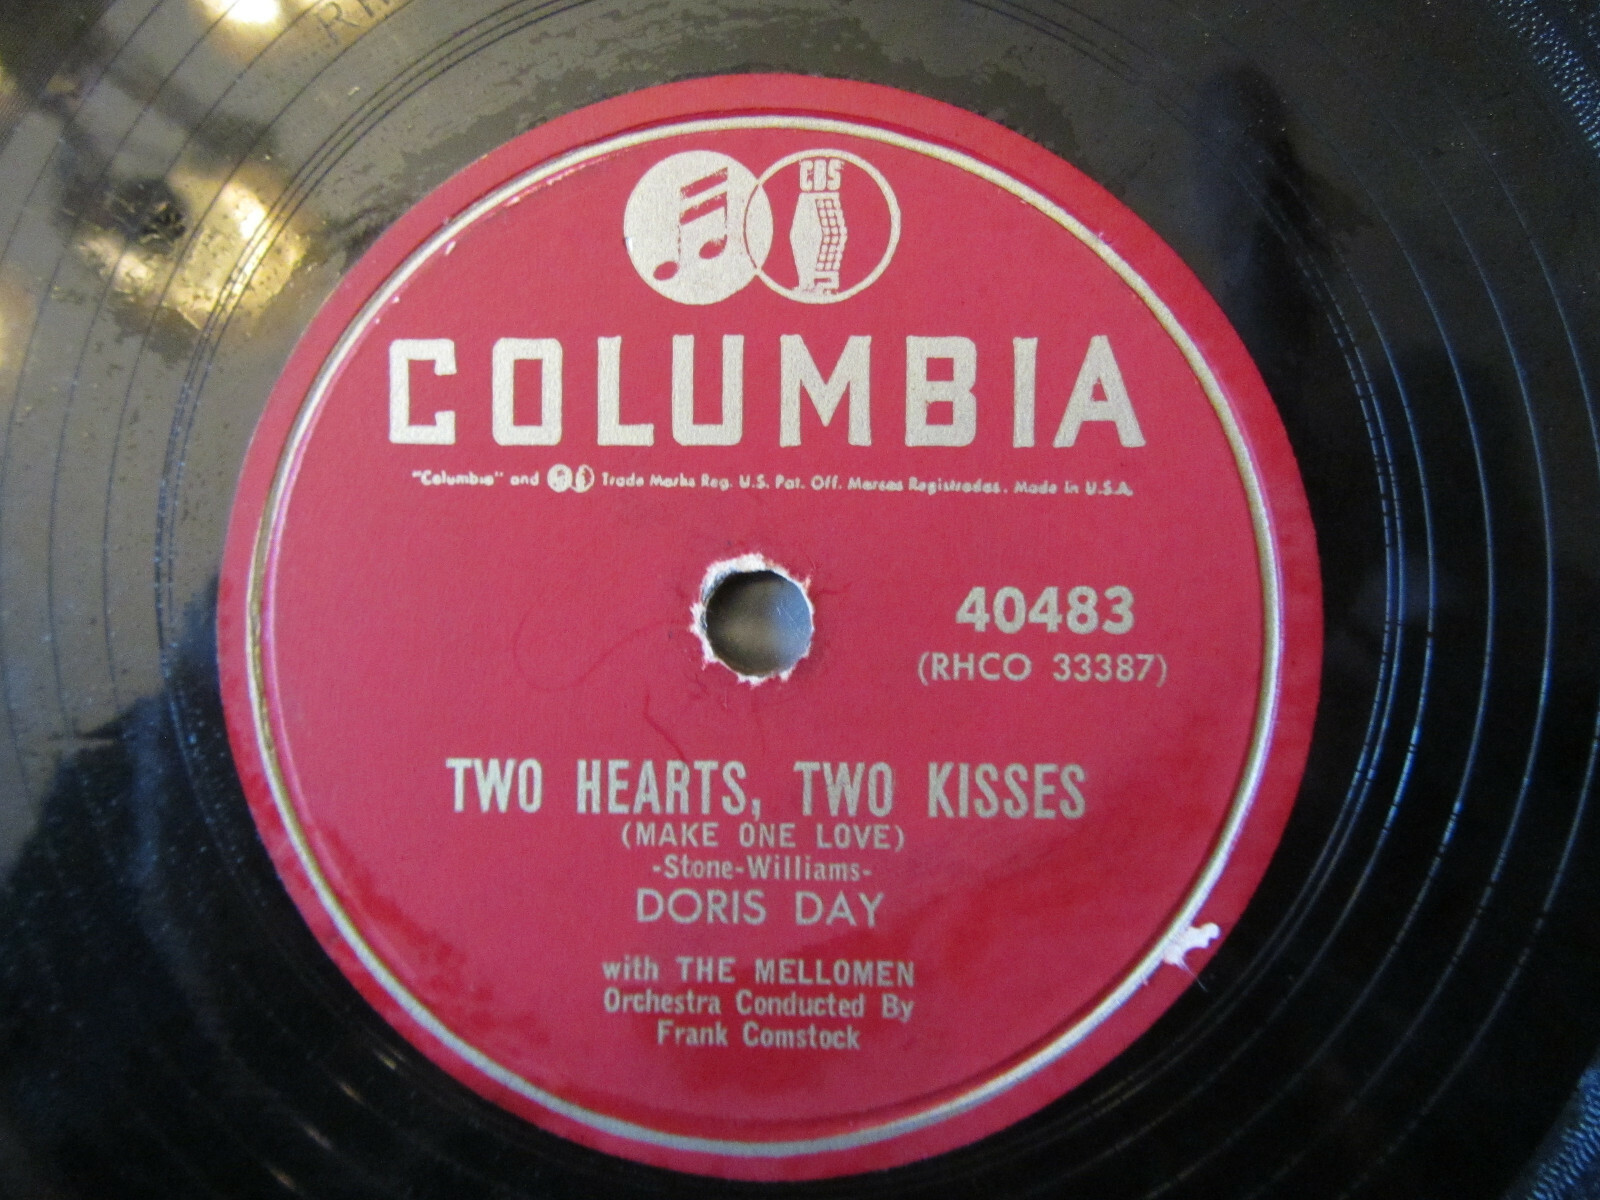 CBS
COLUMBIA
"Columbia" and Trade Marks Reg. U.S. Pat. Off. Marcas Registradas. Made in U.S.A.
40483
(RHCO 33387)
TWO HEARTS, TWO KISSES
(MAKE ONE LOVE)
-Stone-Williams-
DORIS DAY
with THE MELLOMEN
Orchestra Conducted By
Frank Comstock